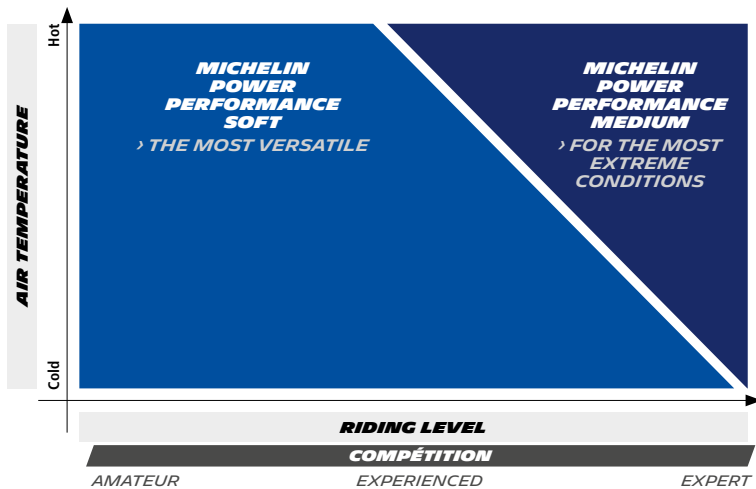 Hot
MICHELIN
POWER
PERFORMANCE
SOFT
› THE MOST VERSATILE
MICHELIN
POWER
PERFORMANCE
MEDIUM
› FOR THE MOST
EXTREME
CONDITIONS
AIR TEMPERATURE
Cold
RIDING LEVEL
COMPÉTITION
AMATEUR EXPERIENCED EXPERT